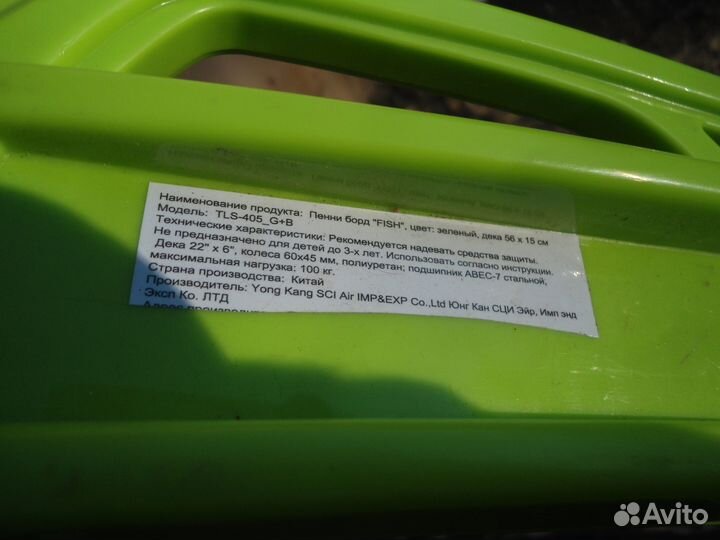 Наименование продукта: Пенни борд "FISH", цвет: зеленый, дека 56 x 15 см
Модель: TLS-405_G+B
Технические характеристики: Рекомендуется надевать средства защиты.
Не предназначено для детей до 3-х лет. Использовать согласно инструкции.
Дека 22" x 6", колеса 60x45 мм, полиуретан; подшипник ABEC-7 стальной,
максимальная нагрузка: 100 кг.
Страна производства: Китай
Производитель: Yong Kang SCI Air IMP&EXP Co.,Ltd Юнг Кан СЦИ Эйр, Имп энд
Эксп Ко. ЛТД
Avito